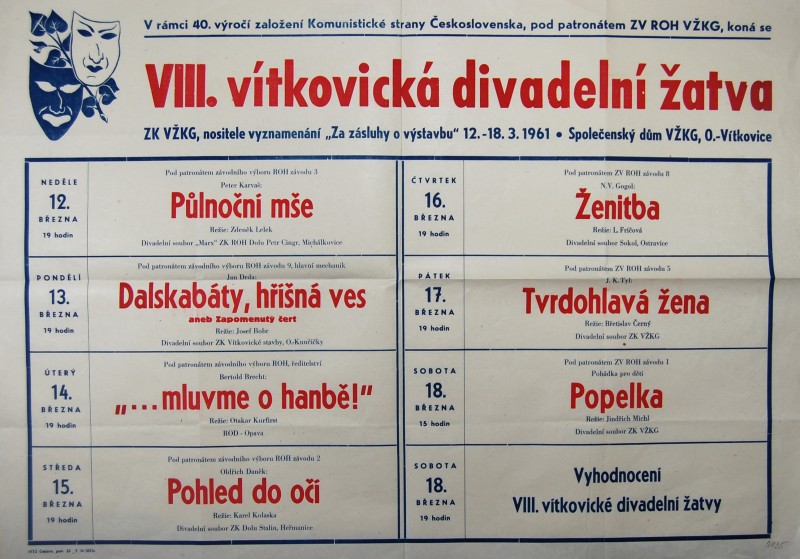 V rámci 40. výročí založení Komunistické strany Československa, pod patronátem ZV ROH VŽKG, koná se
VIII. vítkovická divadelní žatva
ZK VŽKG, nositele vyznamenání „Za zásluhy o výstavbu" 12.-18. 3. 1961 • Společenský dům VŽKG, O.-Vítkovice
NEDĚLE
12.
BŘEZNA
19 hodin
Pod patronátem závodního výboru ROH závodu 3
Peter Karvaš:
Půlnoční mše
Režie: Zdeněk Lelek
Divadelní soubor „Marx" ZK ROH Dolu Petr Cingr, Michálkovice
PONDĚLÍ
13.
BŘEZNA
19 hodin
Pod patronátem závodního výboru ROH závodu 9, hlavní mechanik
Jan Drda:
Dalskabáty, hříšná ves
aneb Zapomenutý čert
Režie: Josef Bohr
Divadelní soubor ZK Vítkovické stavby, O.-Kunčičky
ÚTERÝ
14.
BŘEZNA
19 hodin
Pod patronátem závodního výboru ROH, ředitelství
Bertold Brecht:
„...mluvme o hanbě!"
Režie: Otakar Kurfirst
ROD - Opava
STŘEDA
15.
BŘEZNA
19 hodin
Pod patronátem závodního výboru ROH závodu 2
Oldřich Daněk:
Pohled do očí
Režie: Karel Kolaska
Divadelní soubor ZK Dolu Stalin, Heřmanice
ČTVRTEK
16.
BŘEZNA
19 hodin
Pod patronátem ZV ROH závodu 8
N. V. Gogol:
Ženitba
Režie: L. Fričová
Divadelní soubor Sokol, Ostravice
PÁTEK
17.
BŘEZNA
19 hodin
Pod patronátem ZV ROH závodu 5
J. K. Tyl:
Tvrdohlavá žena
Režie: Břetislav Černý
Divadelní soubor ZK VŽKG
SOBOTA
18.
BŘEZNA
15 hodin
Pod patronátem ZV ROH závodu 1
Pohádka pro děti
Popelka
Režie: Jindřich Michl
Divadelní soubor ZK VŽKG
SOBOTA
18.
BŘEZNA
19 hodin
Vyhodnocení
VIII. vítkovické divadelní žatvy